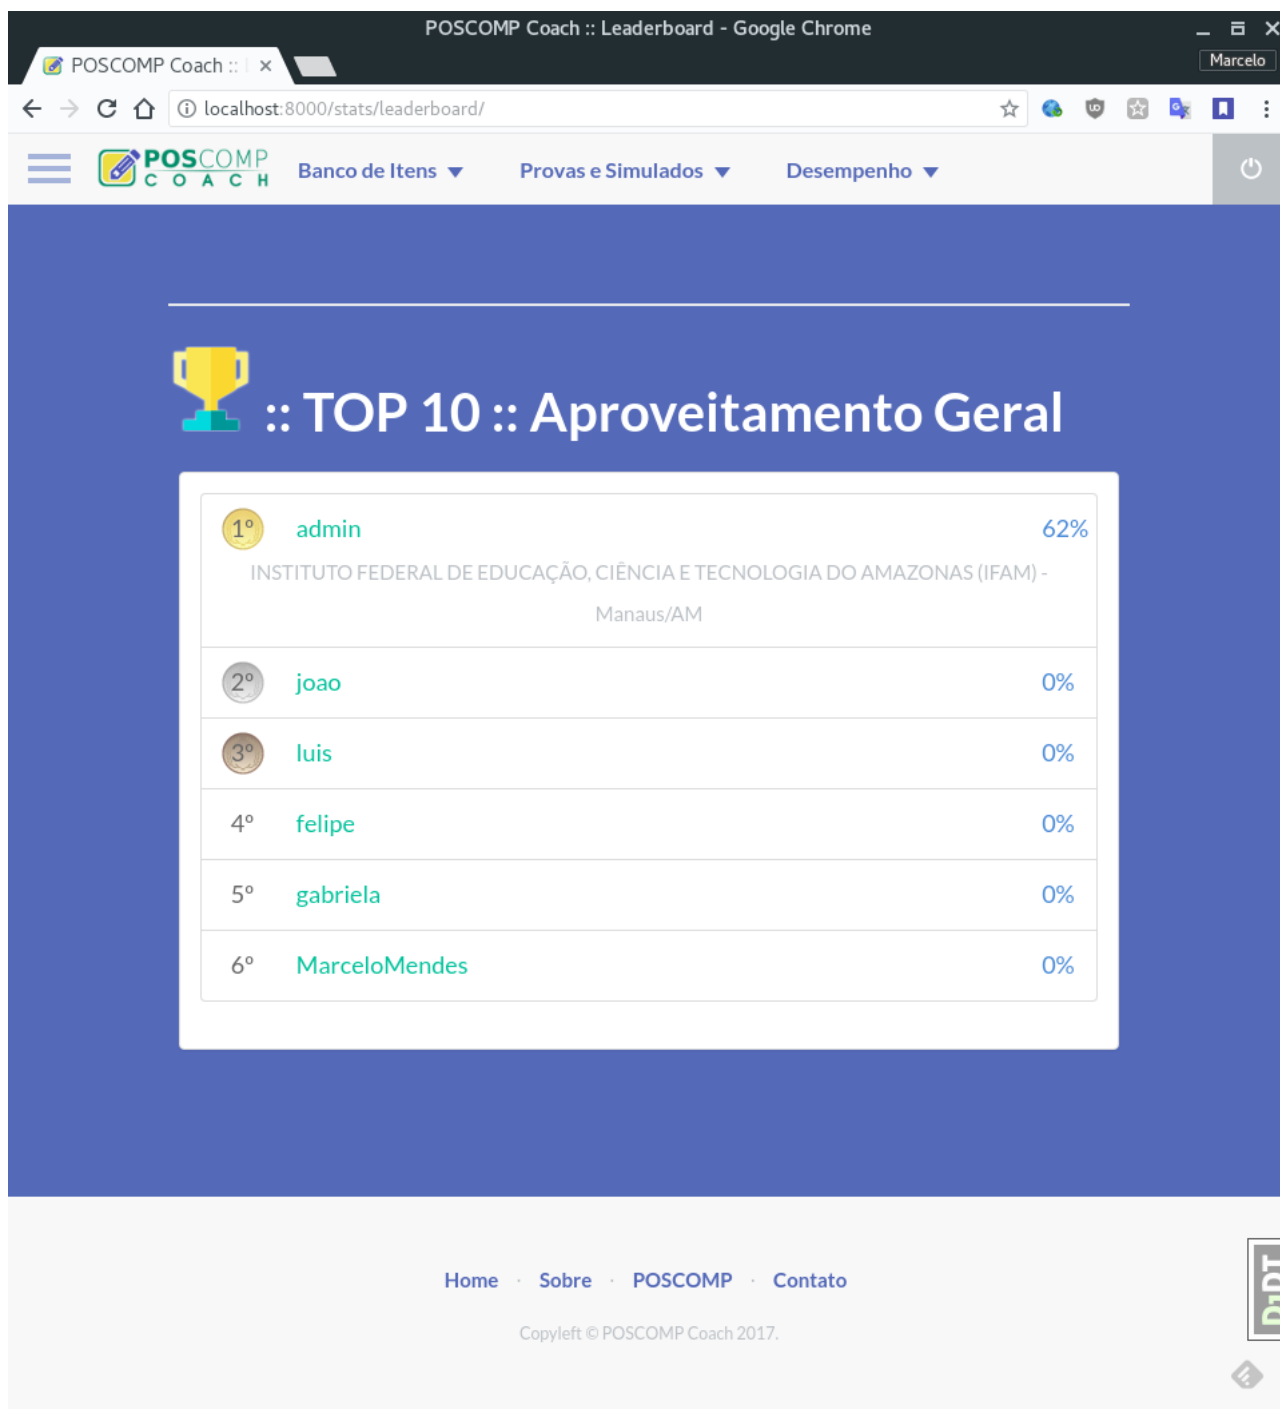 POSCOMP Coach :: Leaderboard - Google Chrome
POSCOMP Coach ::
Marcelo
localhost:8000/stats/leaderboard/
POSCOMP
COACH
Banco de Itens
Provas e Simulados
Desempenho
:: TOP 10 :: Aproveitamento Geral
1º admin 62%
INSTITUTO FEDERAL DE EDUCAÇÃO, CIÊNCIA E TECNOLOGIA DO AMAZONAS (IFAM) -
Manaus/AM
2º joao 0%
3º luis 0%
4º felipe 0%
5º gabriela 0%
6º MarceloMendes 0%
Home · Sobre · POSCOMP · Contato
Copyleft © POSCOMP Coach 2017.
DjDT